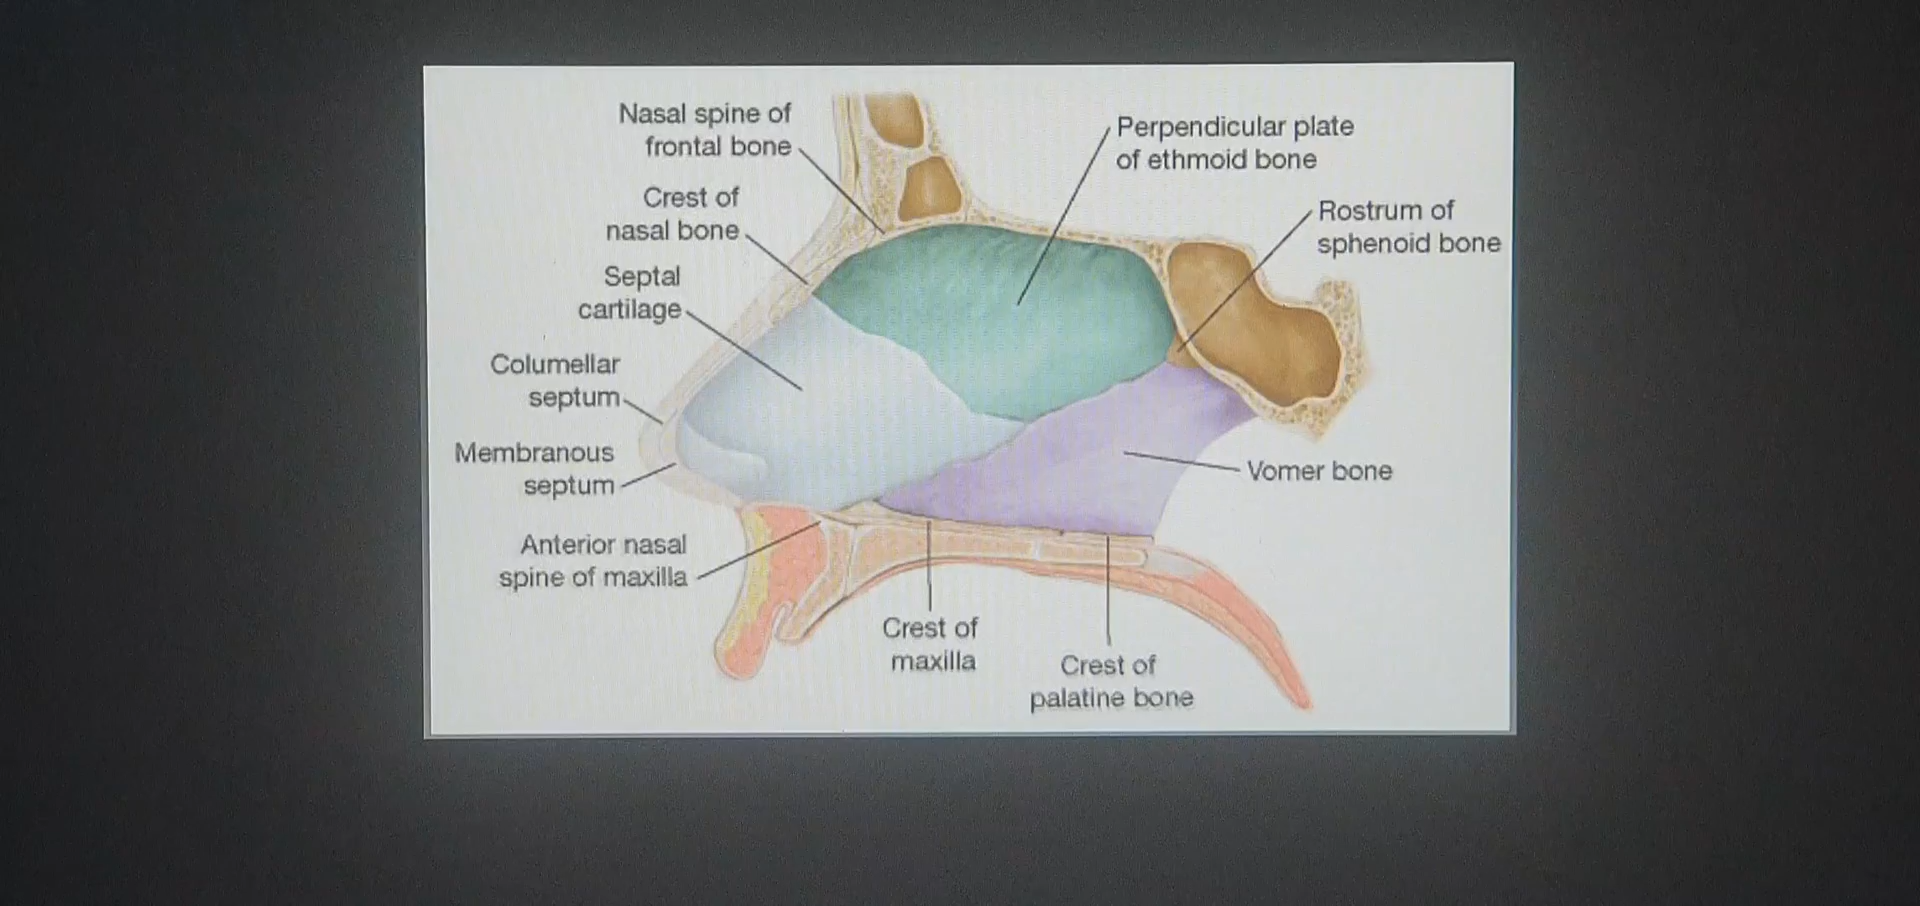 Nasal spine of
frontal bone
Crest of
nasal bone
Septal
cartilage
Columellar
septum
Membranous
septum
Anterior nasal
spine of maxilla
Crest of
maxilla
Crest of
palatine bone
Vomer bone
Rostrum of
sphenoid bone
Perpendicular plate
of ethmoid bone